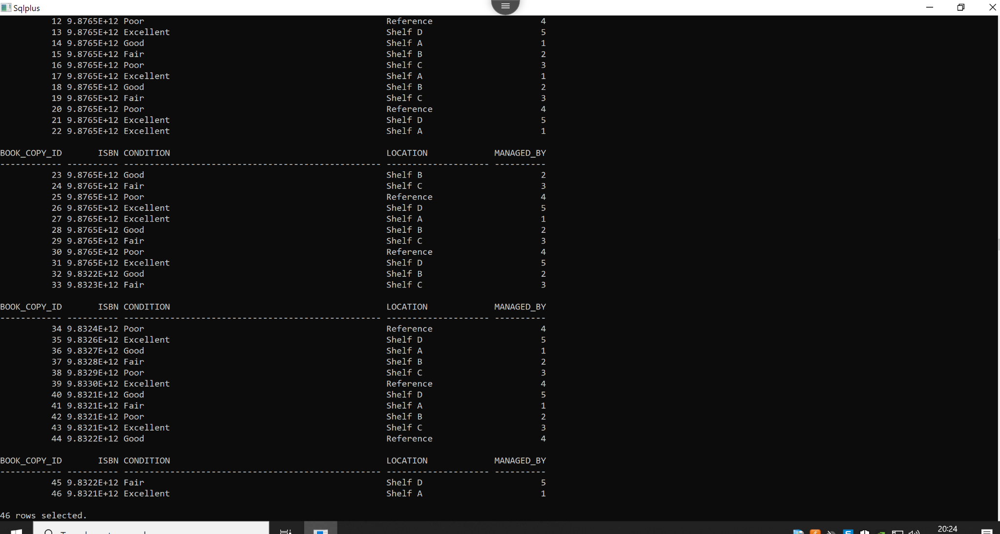 Sqlplus
12 9.8765E+12 Poor Reference 4
13 9.8765E+12 Excellent Shelf D 5
14 9.8765E+12 Good Shelf A 1
15 9.8765E+12 Fair Shelf B 2
16 9.8765E+12 Poor Shelf C 3
17 9.8765E+12 Excellent Shelf A 1
18 9.8765E+12 Good Shelf B 2
19 9.8765E+12 Fair Shelf C 3
20 9.8765E+12 Poor Reference 4
21 9.8765E+12 Excellent Shelf D 5
22 9.8765E+12 Excellent Shelf A 1
BOOK_COPY_ID ISBN CONDITION LOCATION MANAGED_BY
------------ ---------- -------------------------------------------------- -------------------- ----------
23 9.8765E+12 Good Shelf B 2
24 9.8765E+12 Fair Shelf C 3
25 9.8765E+12 Poor Reference 4
26 9.8765E+12 Excellent Shelf D 5
27 9.8765E+12 Excellent Shelf A 1
28 9.8765E+12 Good Shelf B 2
29 9.8765E+12 Fair Shelf C 3
30 9.8765E+12 Poor Reference 4
31 9.8765E+12 Excellent Shelf D 5
32 9.8322E+12 Good Shelf B 2
33 9.8323E+12 Fair Shelf C 3
BOOK_COPY_ID ISBN CONDITION LOCATION MANAGED_BY
------------ ---------- -------------------------------------------------- -------------------- ----------
34 9.8324E+12 Poor Reference 4
35 9.8326E+12 Excellent Shelf D 5
36 9.8327E+12 Good Shelf A 1
37 9.8328E+12 Fair Shelf B 2
38 9.8329E+12 Poor Shelf C 3
39 9.8330E+12 Excellent Reference 4
40 9.8321E+12 Good Shelf D 5
41 9.8321E+12 Fair Shelf A 1
42 9.8321E+12 Poor Shelf B 2
43 9.8321E+12 Excellent Shelf C 3
44 9.8322E+12 Good Reference 4
BOOK_COPY_ID ISBN CONDITION LOCATION MANAGED_BY
------------ ---------- -------------------------------------------------- -------------------- ----------
45 9.8322E+12 Fair Shelf D 5
46 9.8321E+12 Excellent Shelf A 1
46 rows selected.
20:24